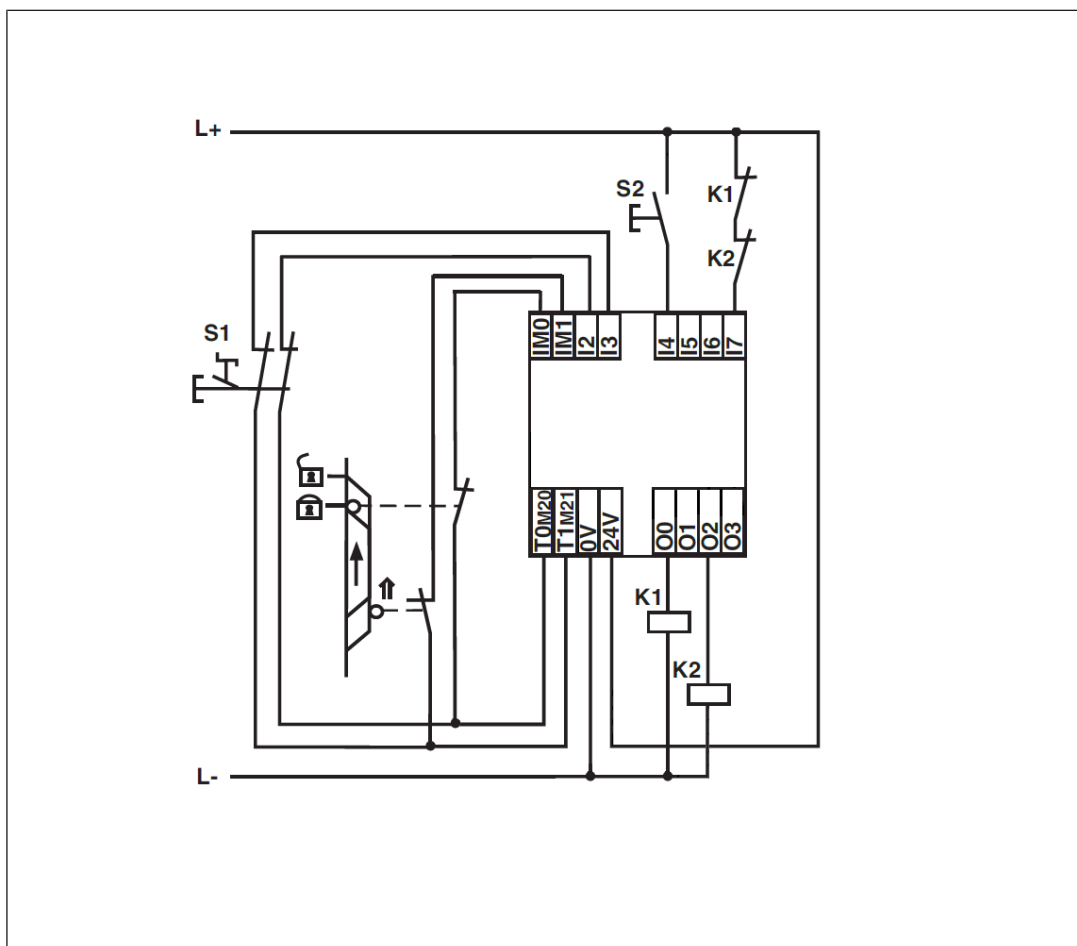 L+
S2
K1
K2
S1
IM0 IM1 I2 I3 I4 I5 I6 I7
T0M20 T1M21 0V 24V O0 O1 O2 O3
K1
K2
L-